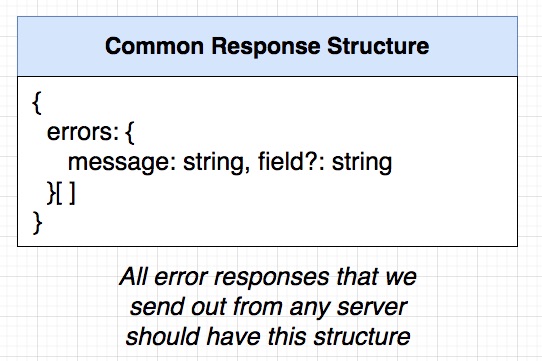 Common Response Structure
{
errors: {
message: string, field?: string
}[ ]
}
All error responses that we
send out from any server
should have this structure